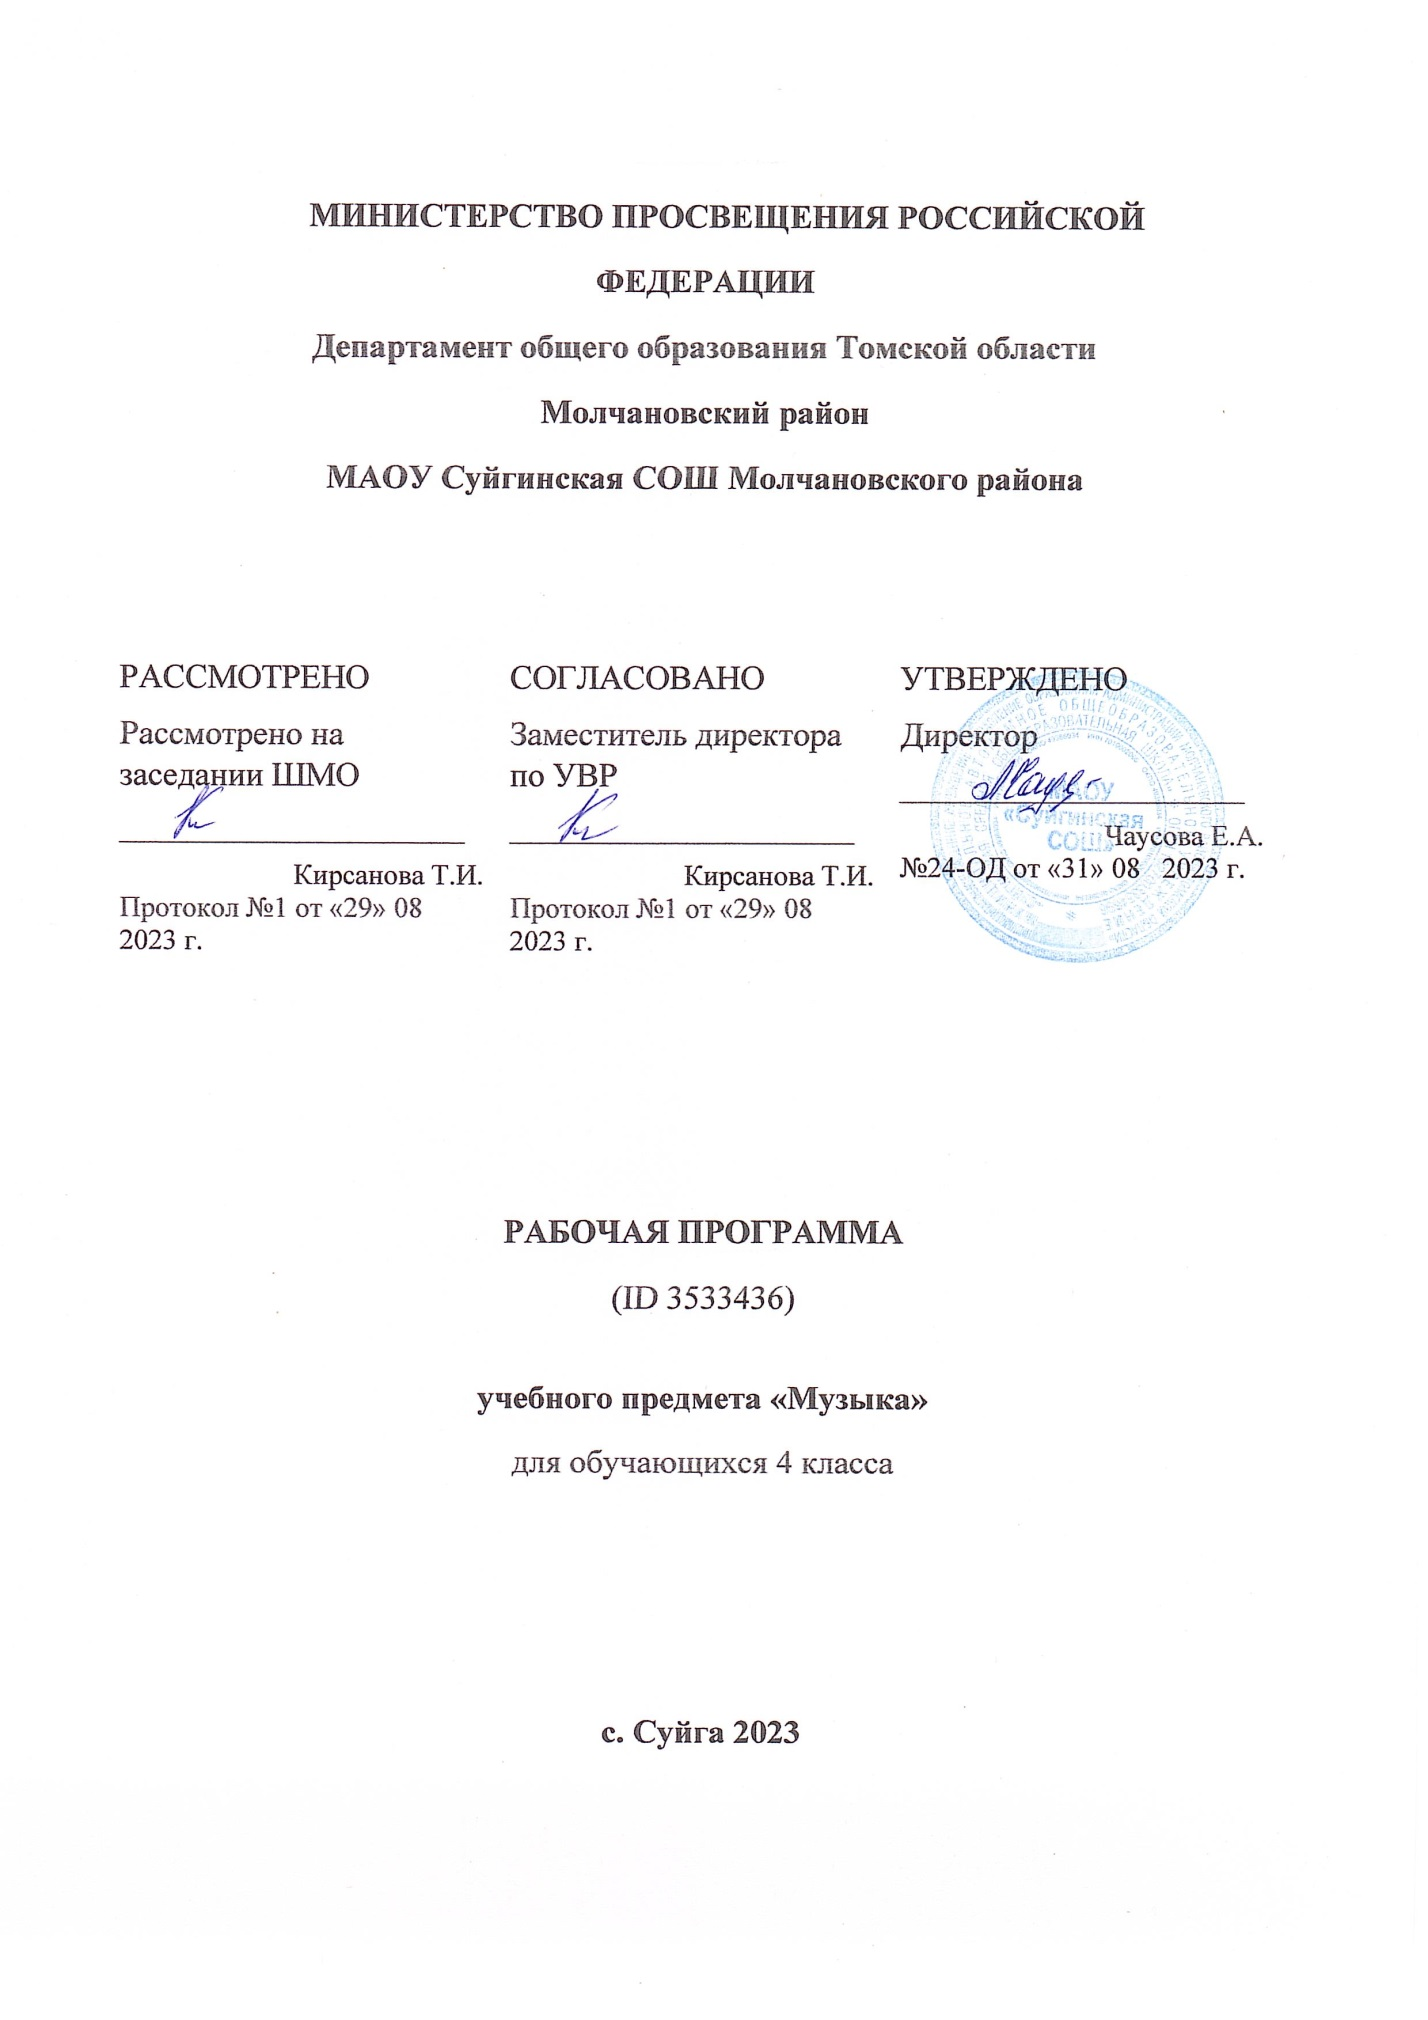 МИНИСТЕРСТВО ПРОСВЕЩЕНИЯ РОССИЙСКОЙ
ФЕДЕРАЦИИ
Департамент общего образования Томской области
Молчановский район
МАОУ Суйгинская СОШ Молчановского района
РАССМОТРЕНО
Рассмотрено на
заседании ШМО
Кирсанова Т.И.
Протокол №1 от «29» 08
2023 г.
СОГЛАСОВАНО
Заместитель директора
по УВР
Кирсанова Т.И.
Протокол №1 от «29» 08
2023 г.
УТВЕРЖДЕНО
Директор
МАОУ
«Суйгинская
СОШ»
Чаусова Е.А.
№24-ОД от «31» 08 2023 г.
РАБОЧАЯ ПРОГРАММА
(ID 3533436)
учебного предмета «Музыка»
для обучающихся 4 класса
с. Суйга 2023